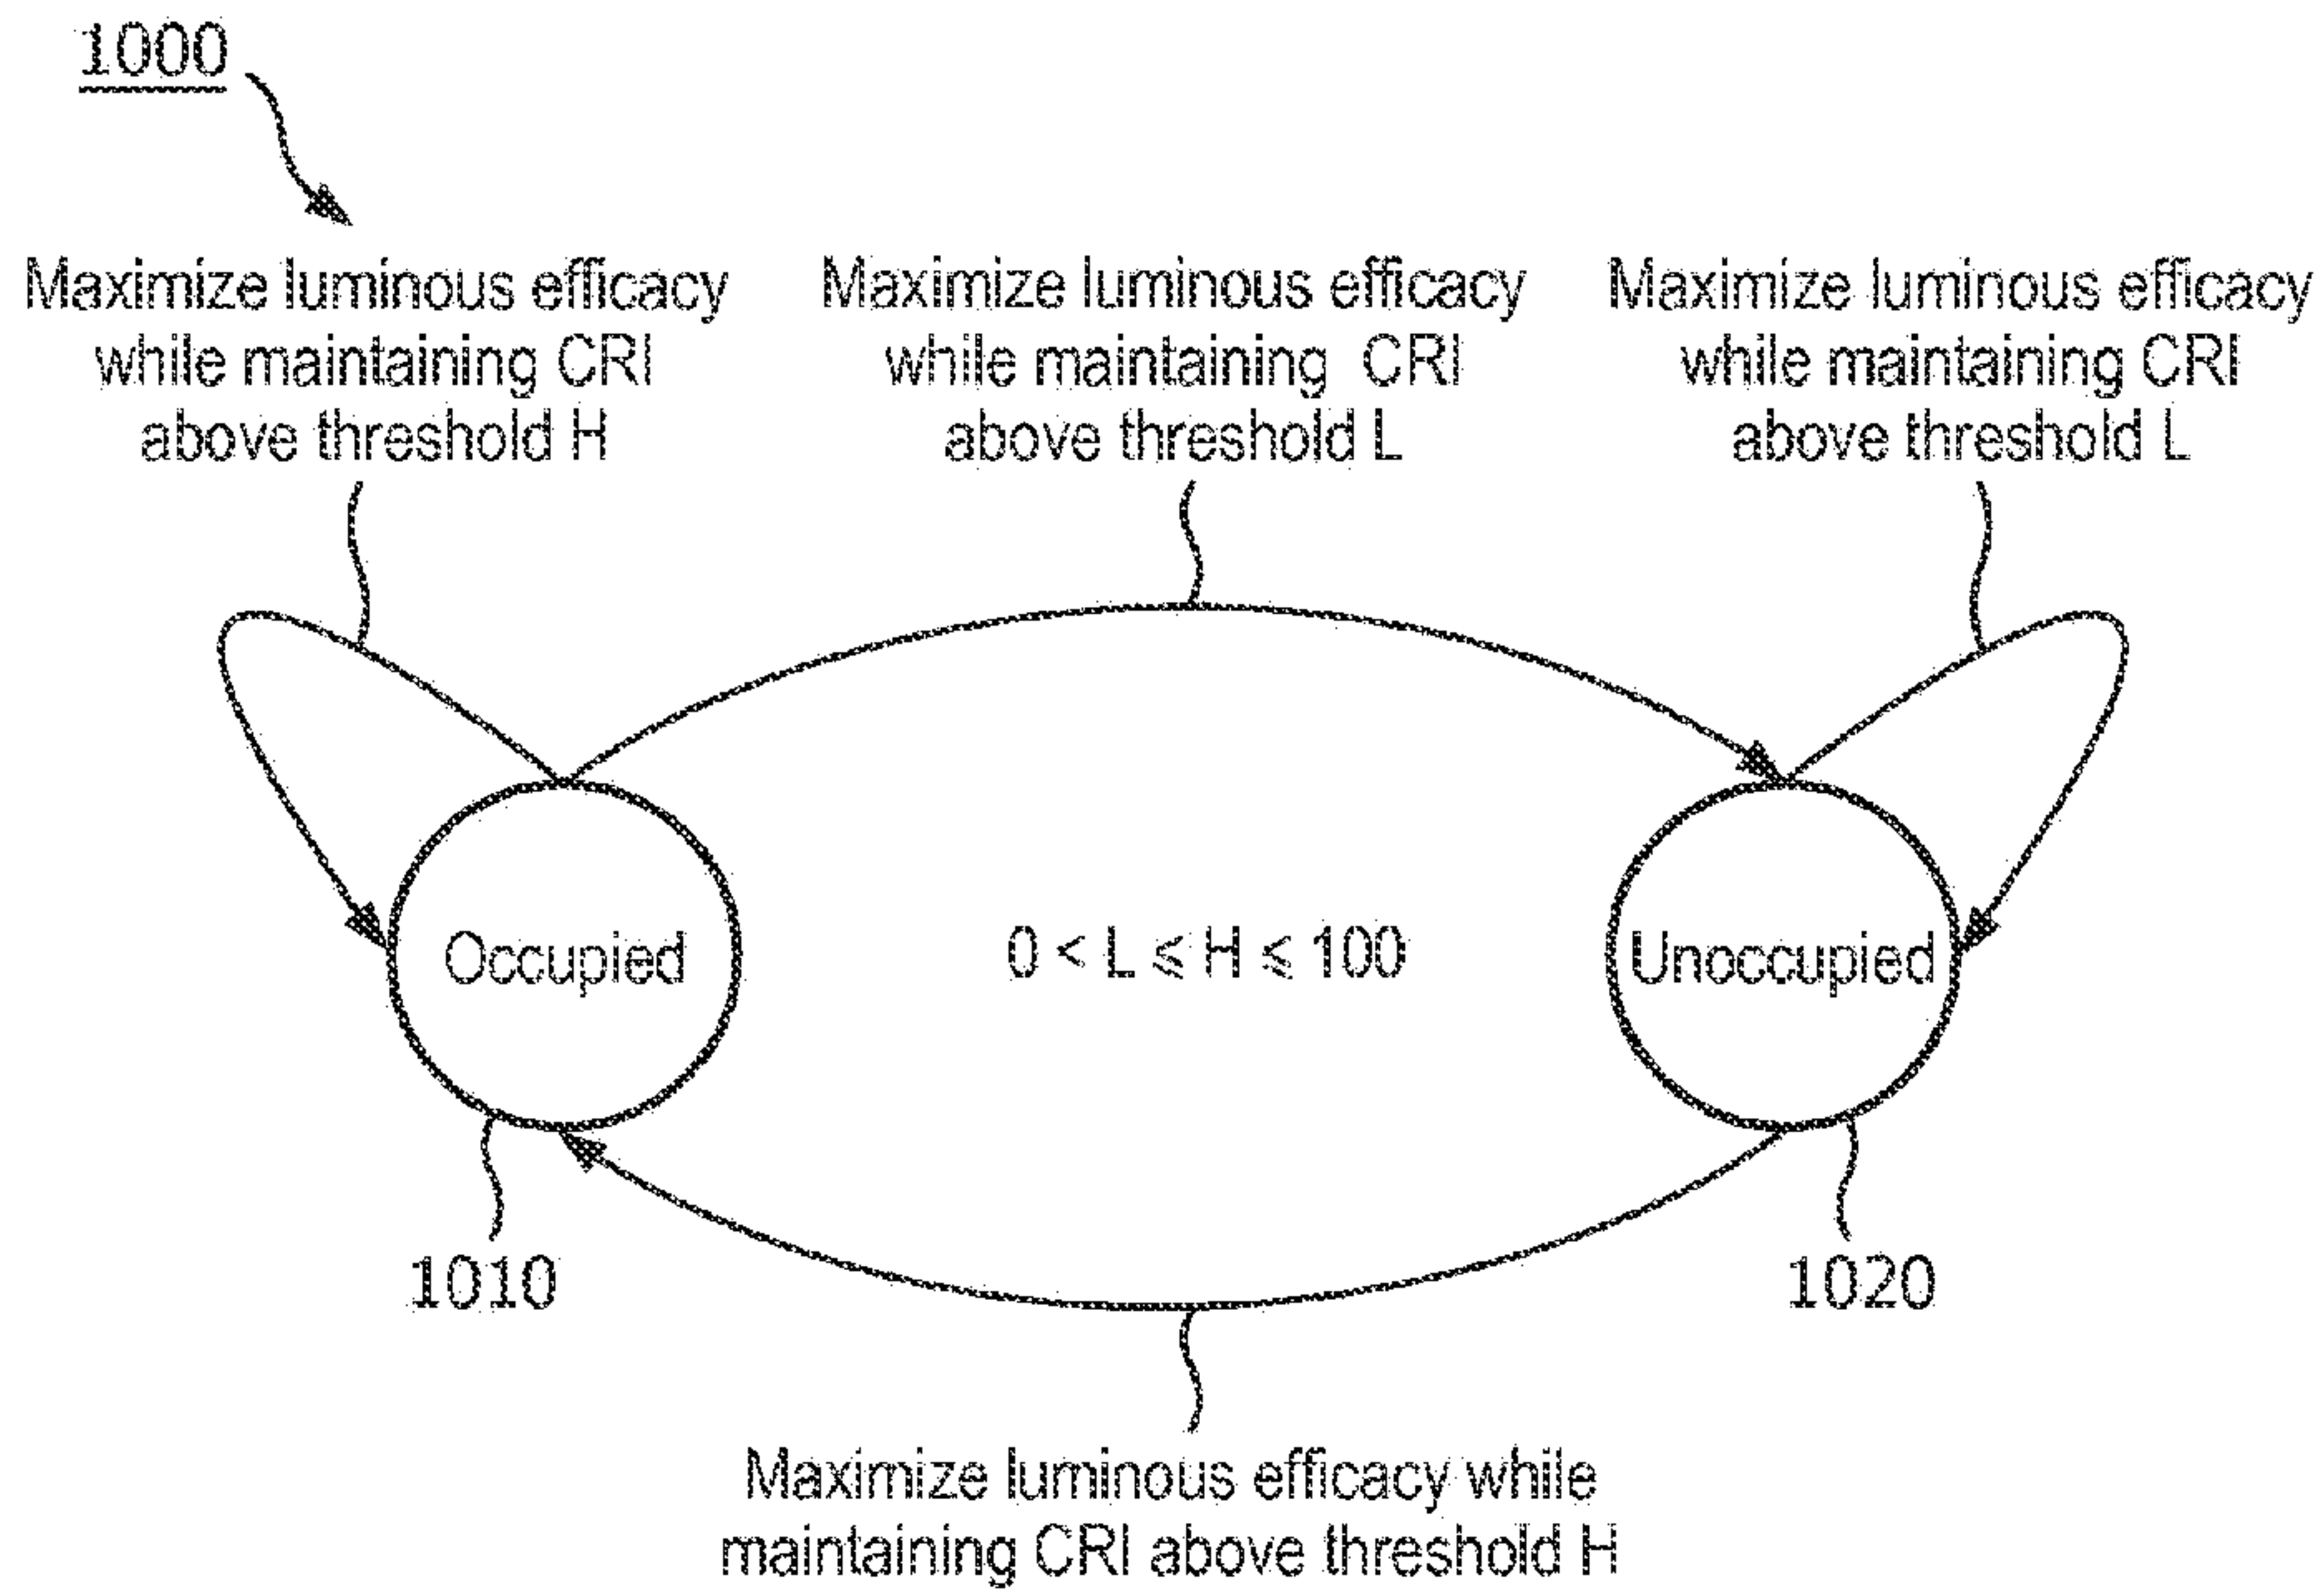 1000
Maximize luminous efficacy
while maintaining CRI
above threshold H
Maximize luminous efficacy
while maintaining CRI
above threshold L
Maximize luminous efficacy
while maintaining CRI
above threshold L
Occupied
0 < L ⩽ H ⩽ 100
Unoccupied
1010
1020
Maximize luminous efficacy while
maintaining CRI above threshold H